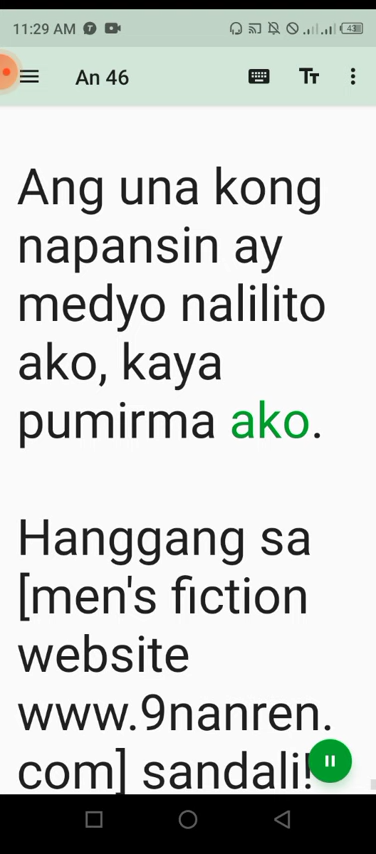 11:29 AM
43
An 46
Ang una kong
napansin ay
medyo nalilito
ako, kaya
pumirma ako.
Hanggang sa
[men's fiction
website
www.9nanren.
com] sandali!